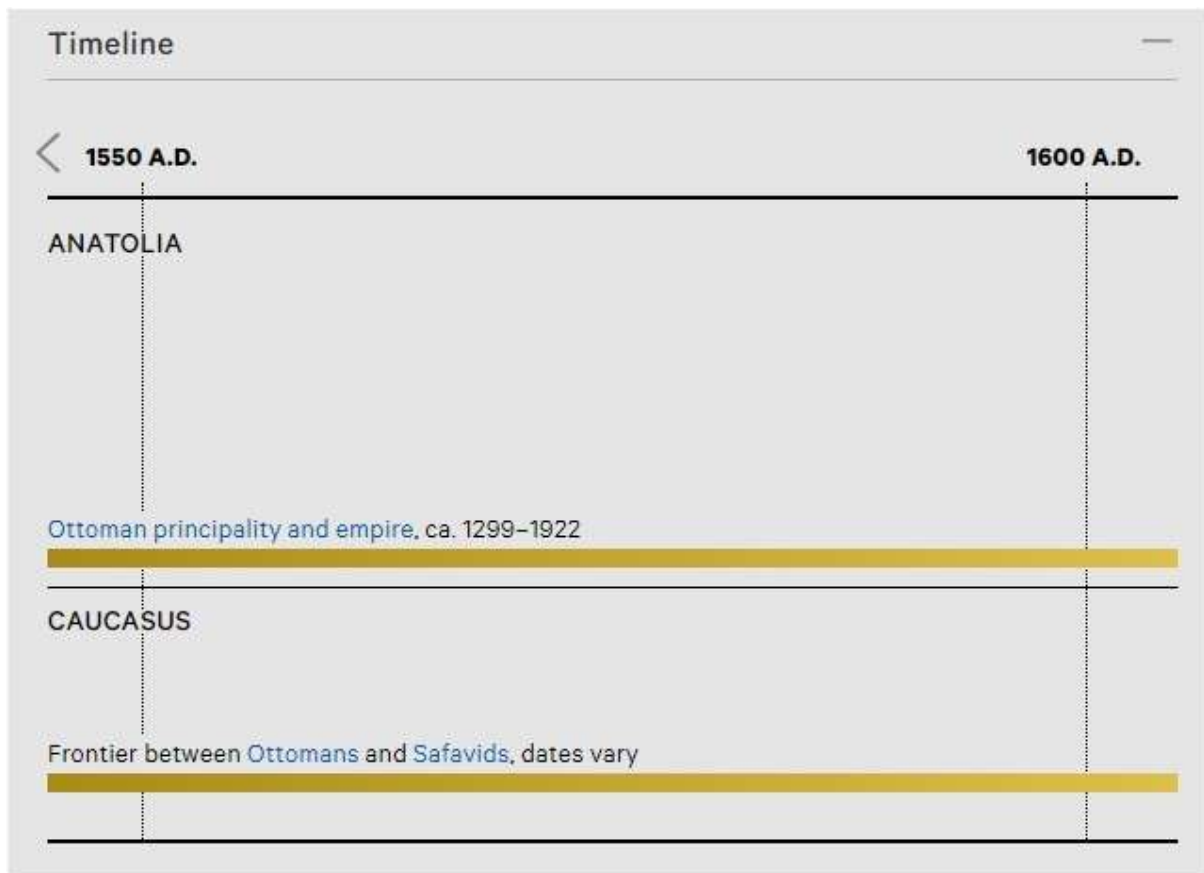 Timeline
1550 A.D. 1600 A.D.
ANATOLIA
Ottoman principality and empire, ca. 1299–1922
CAUCASUS
Frontier between Ottomans and Safavids, dates vary